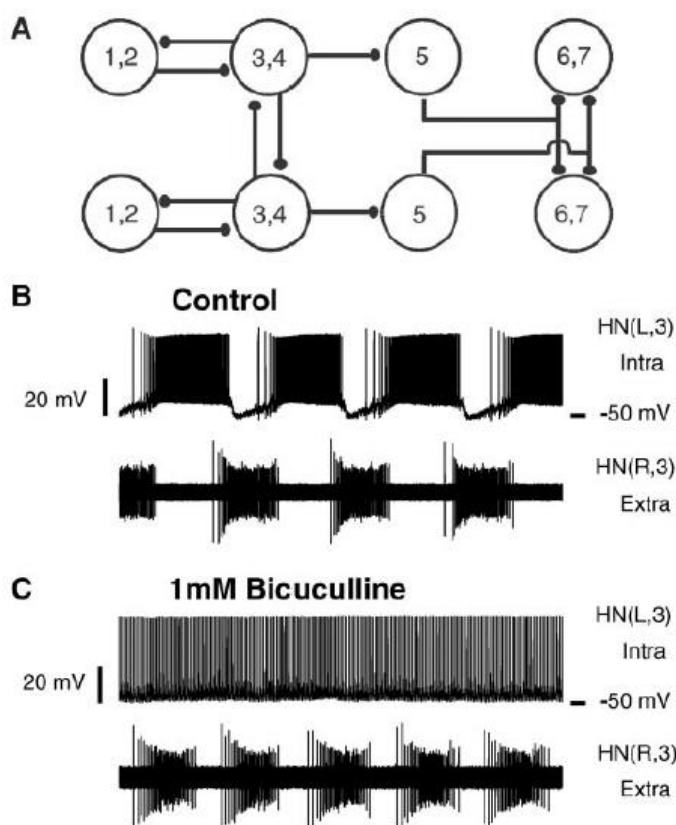 A
1,2 3,4 5 6,7
1,2 3,4 5 6,7
B Control
HN(L,3)
Intra
20 mV
-50 mV
HN(R,3)
Extra
C 1mM Bicuculline
HN(L,3)
Intra
20 mV
-50 mV
HN(R,3)
Extra